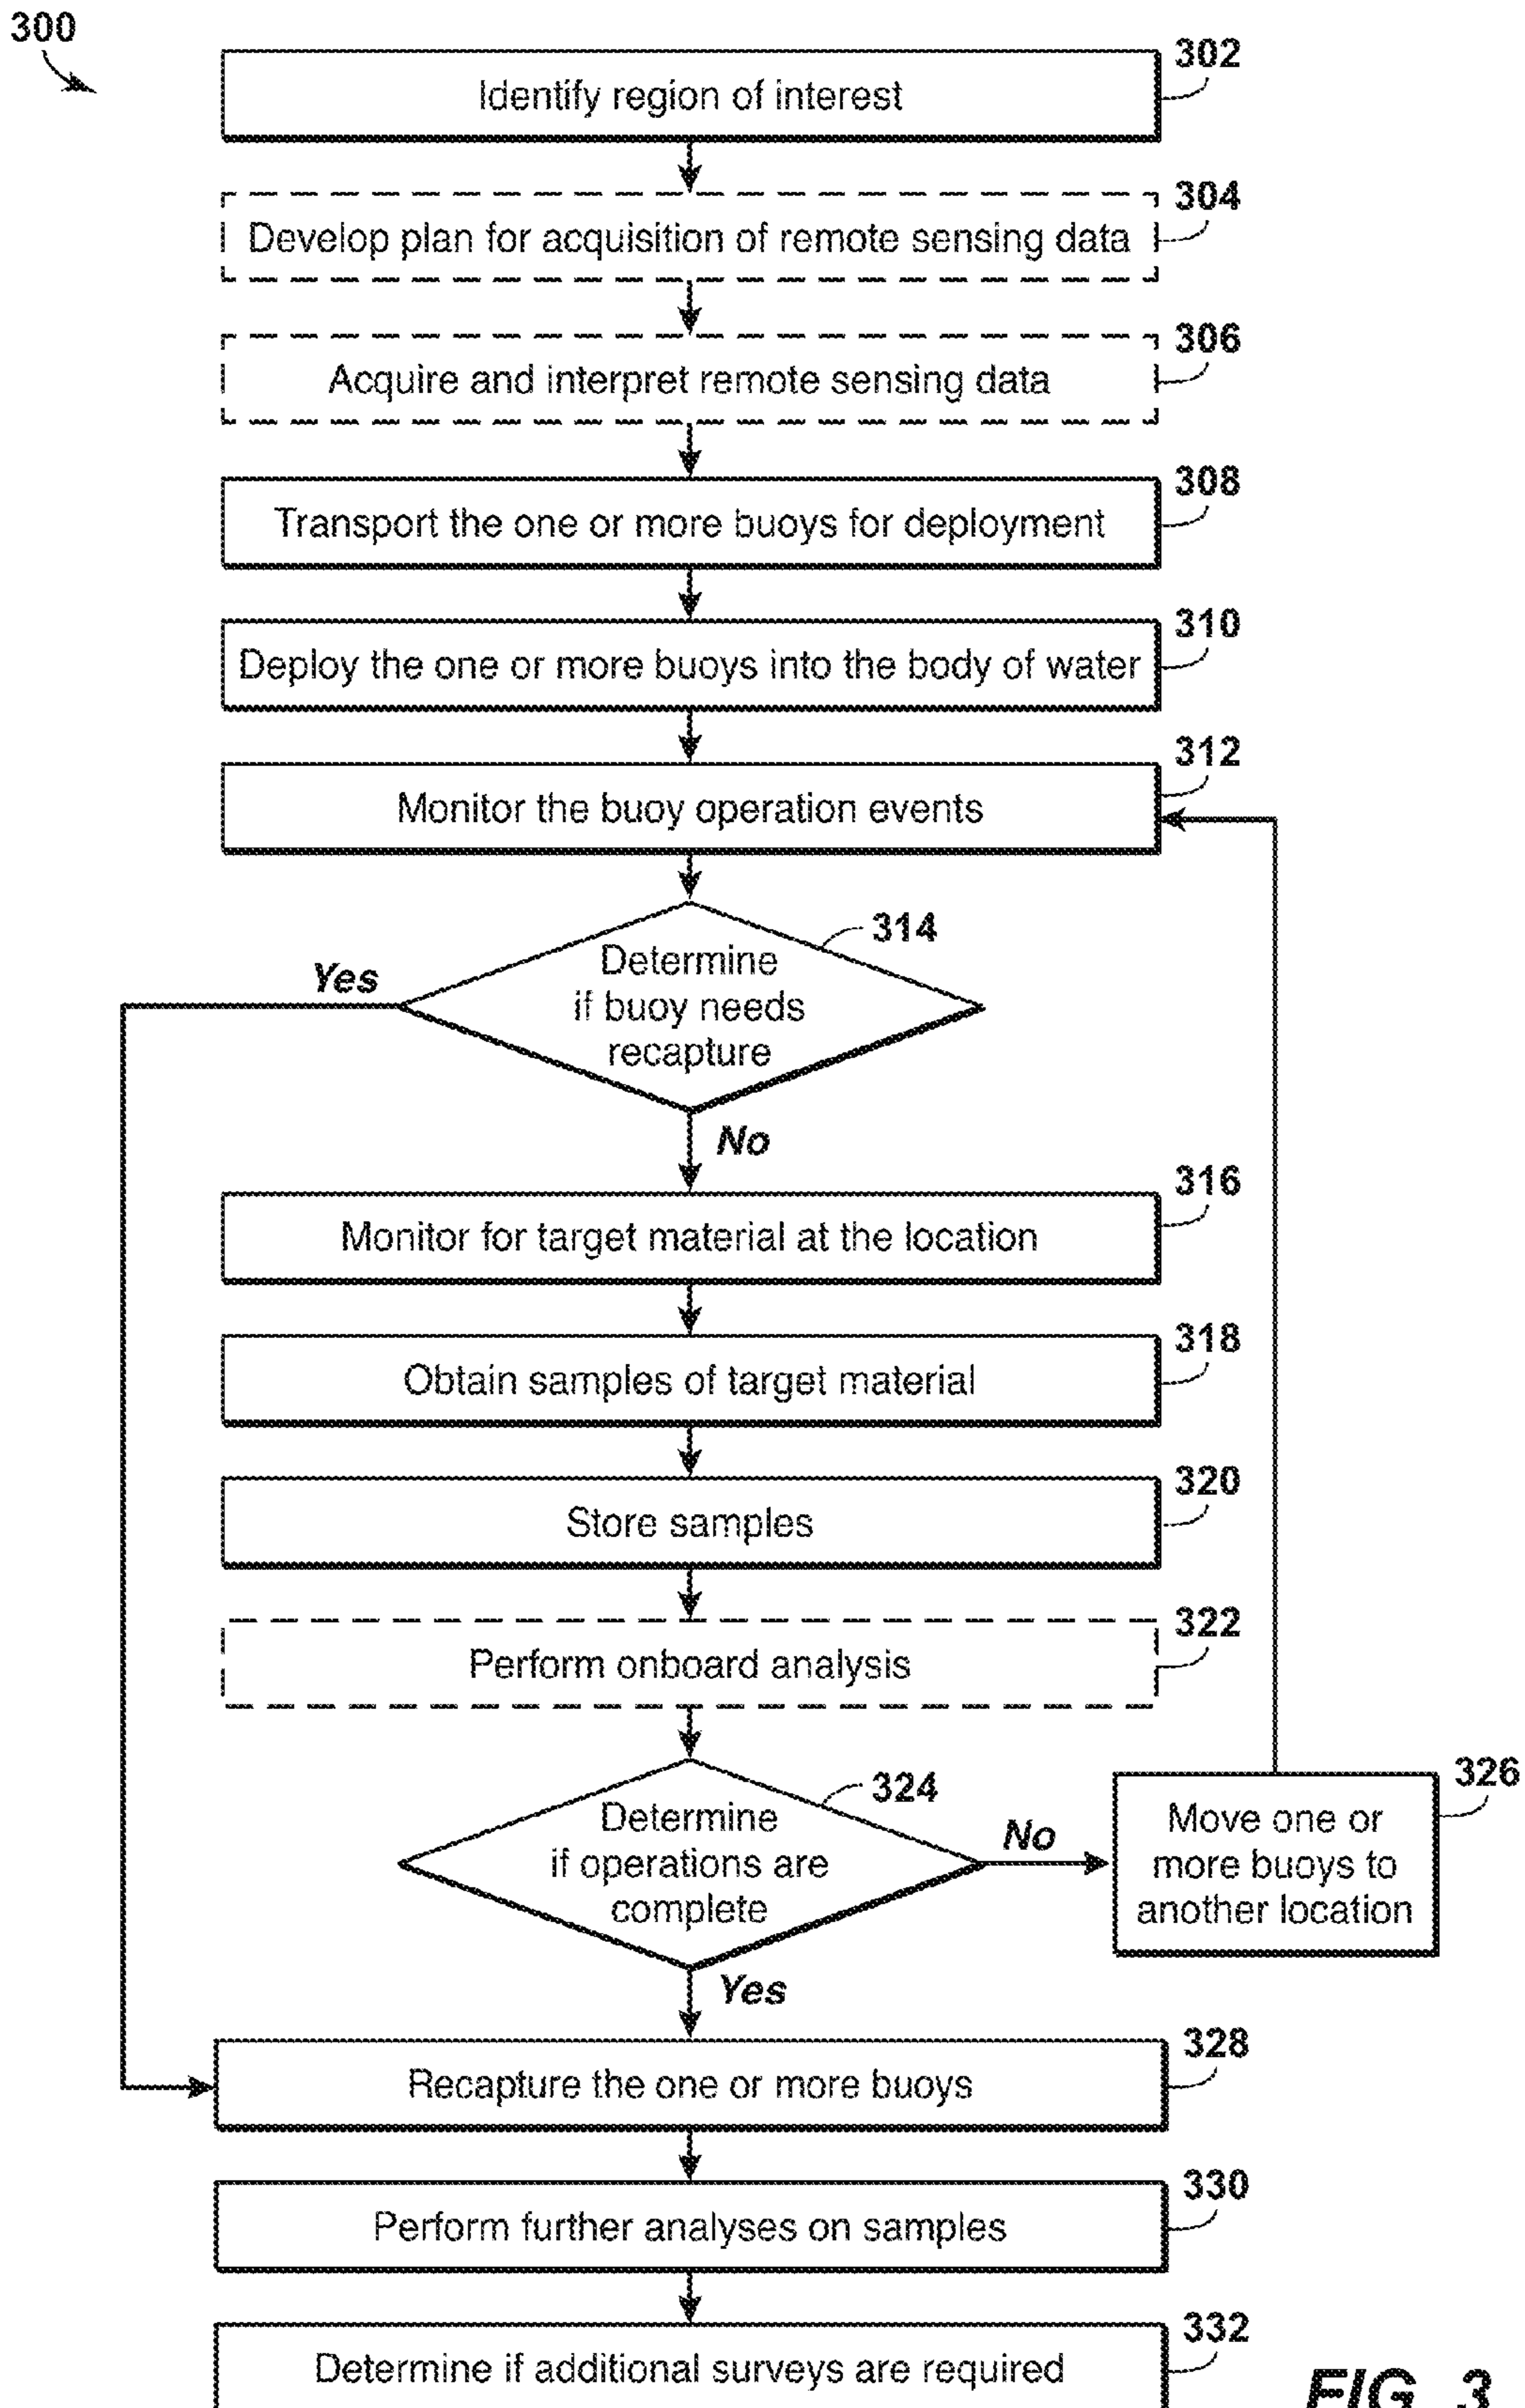 300
302
Identify region of interest
304
Develop plan for acquisition of remote sensing data
306
Acquire and interpret remote sensing data
308
Transport the one or more buoys for deployment
310
Deploy the one or more buoys into the body of water
312
Monitor the buoy operation events
314
Determine
if buoy needs
recapture
Yes
No
316
Monitor for target material at the location
318
Obtain samples of target material
320
Store samples
322
Perform onboard analysis
324
Determine
if operations are
complete
No
326
Move one or
more buoys to
another location
Yes
328
Recapture the one or more buoys
330
Perform further analyses on samples
332
Determine if additional surveys are required
FIG. 3